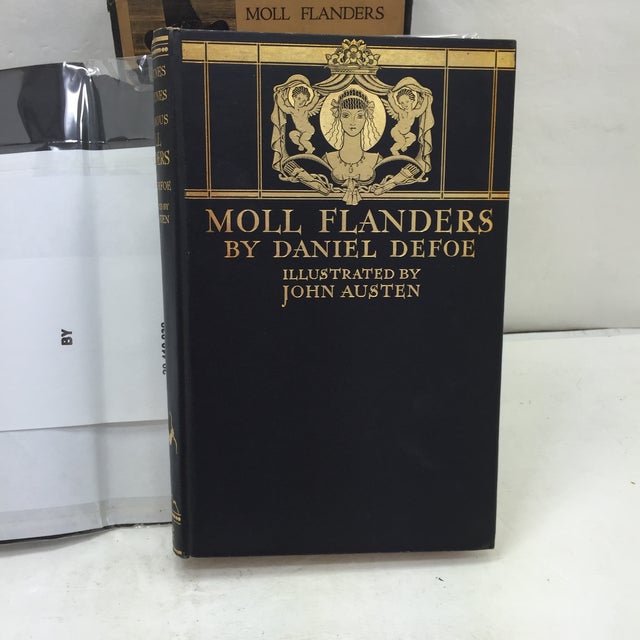 MOLL FLANDERS
MOLL FLANDERS
BY DANIEL DEFOE
ILLUSTRATED BY
JOHN AUSTEN
BY